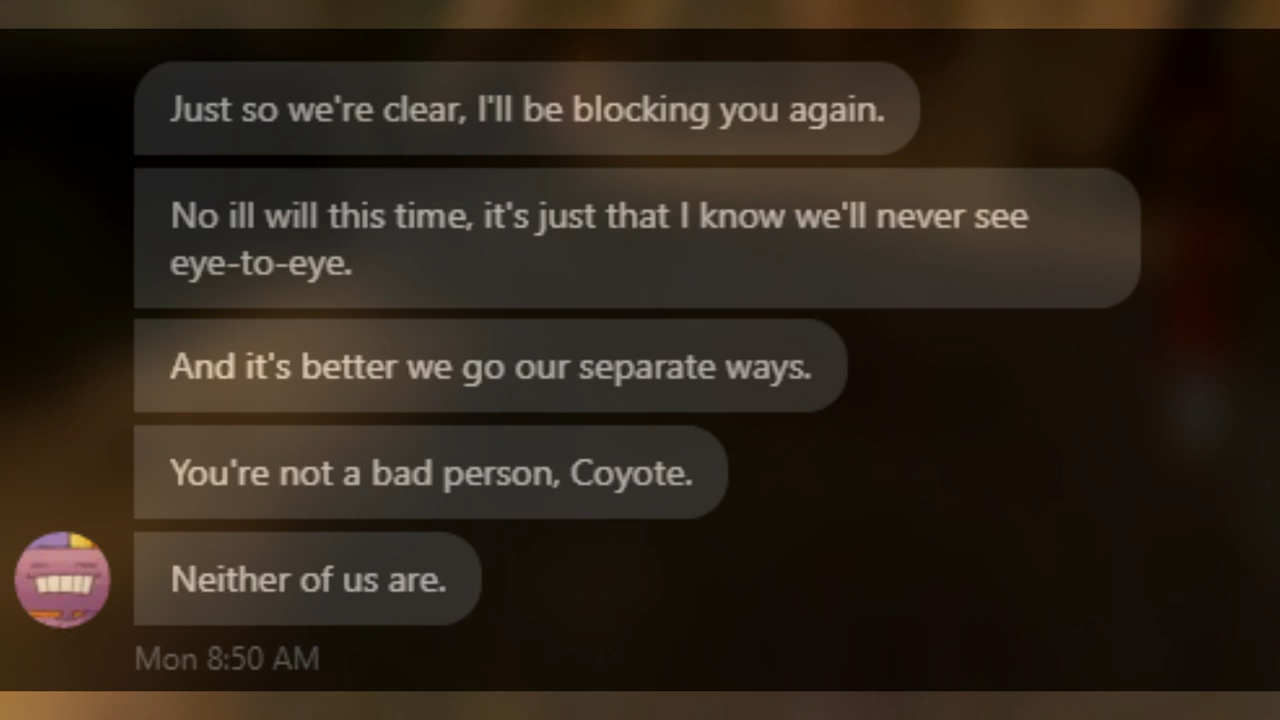 Just so we're clear, I'll be blocking you again.
No ill will this time, it's just that I know we'll never see
eye-to-eye.
And it's better we go our separate ways.
You're not a bad person, Coyote.
Neither of us are.
Mon 8:50 AM